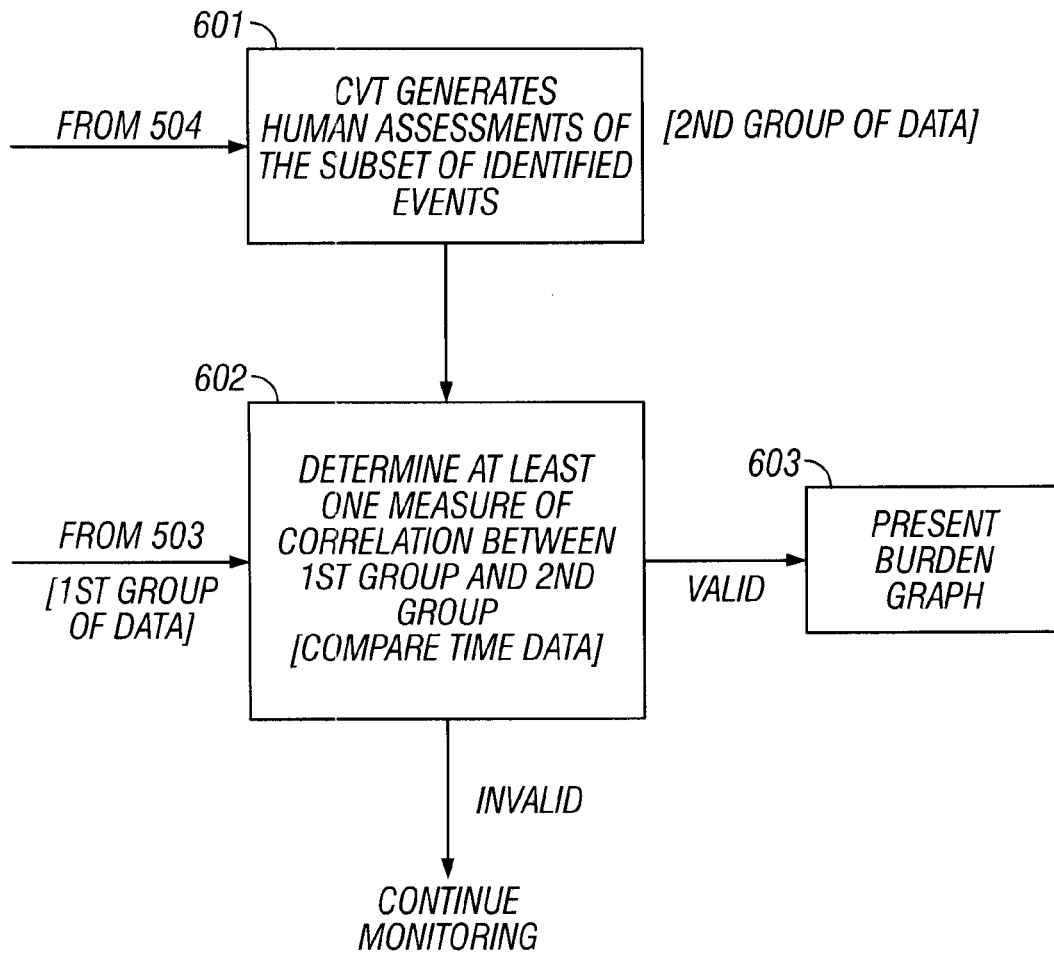 601
CVT GENERATES
HUMAN ASSESSMENTS OF
THE SUBSET OF IDENTIFIED
EVENTS
FROM 504
[2ND GROUP OF DATA]
602
DETERMINE AT LEAST
ONE MEASURE OF
CORRELATION BETWEEN
1ST GROUP AND 2ND
GROUP
[COMPARE TIME DATA]
FROM 503
[1ST GROUP
OF DATA]
VALID
603
PRESENT
BURDEN
GRAPH
INVALID
CONTINUE
MONITORING